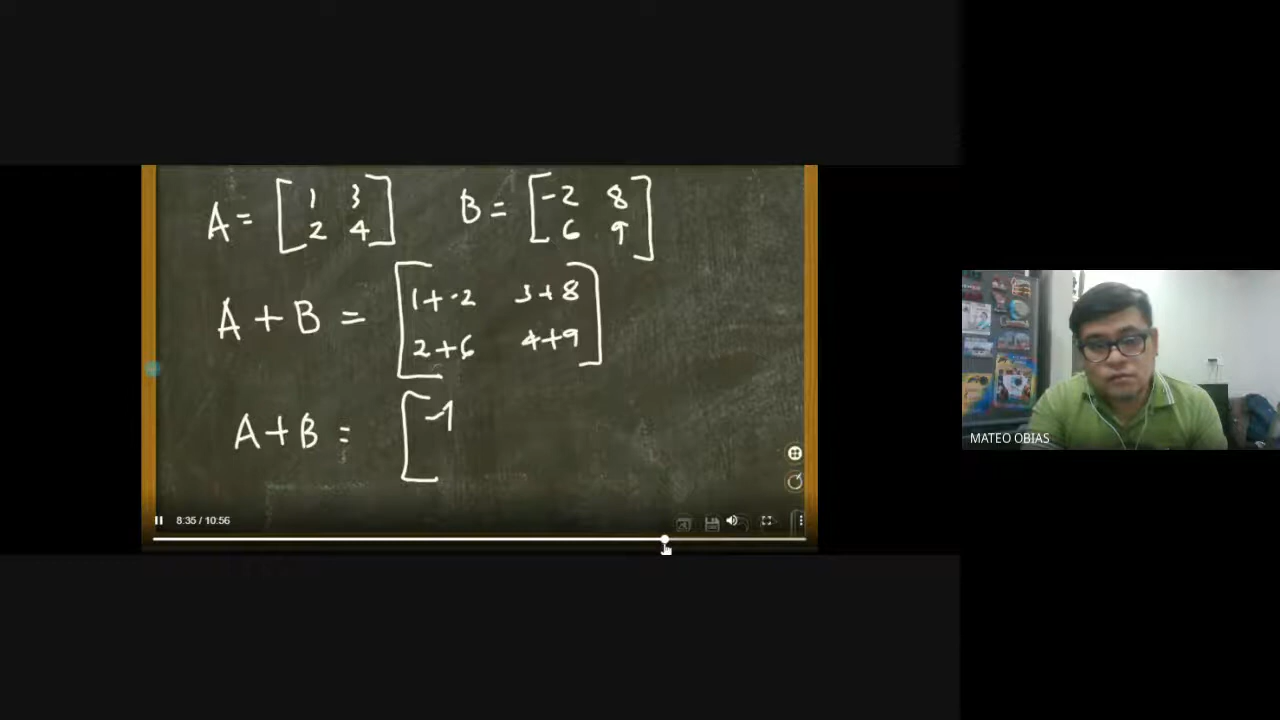 A = [ 1 3 B = [ -2 8
2 4 ] 6 9 ]
A + B = [ 1 + -2 3 + 8
2 + 6 4 + 9 ]
A + B = [ -1
8:35 / 10:56
MATEO OBIAS